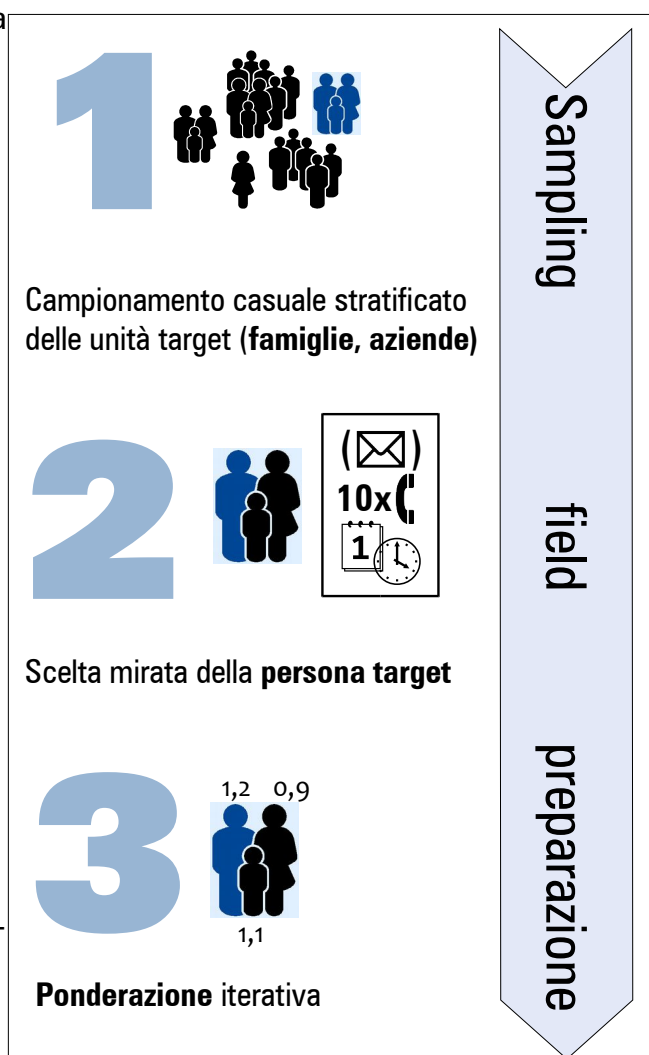 a
1
Campionamento casuale stratificato
delle unità target (famiglie, aziende)
2
(✉)
10x
1
Scelta mirata della persona target
3
1,2 0,9
1,1
Ponderazione iterativa
-
Sampling
field
preparazione